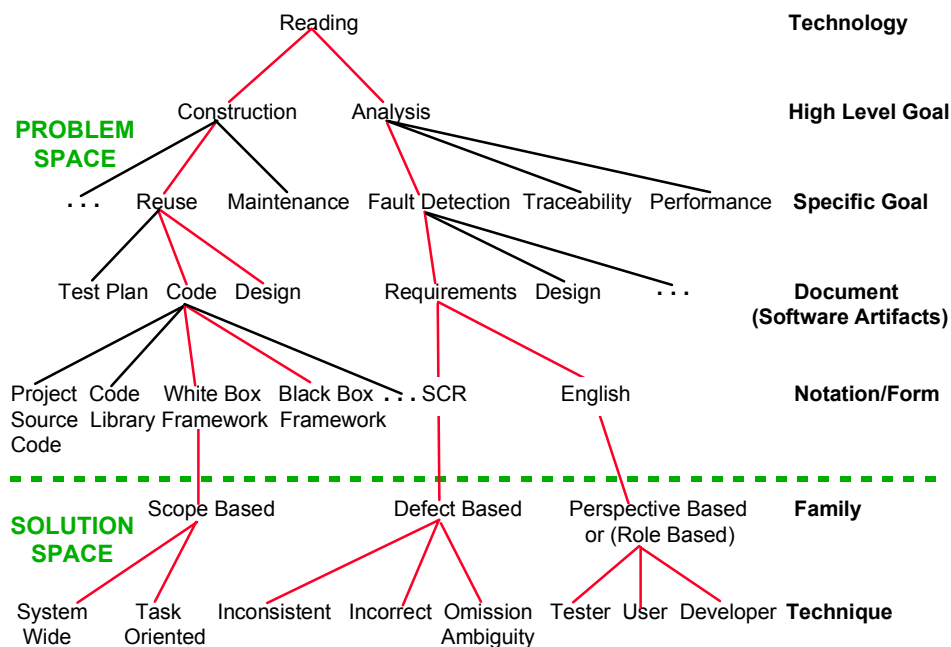 Reading Technology
Construction Analysis High Level Goal
PROBLEM
SPACE
. . . Reuse Maintenance Fault Detection Traceability Performance Specific Goal
Test Plan Code Design Requirements Design . . . Document
(Software Artifacts)
Project Code White Box Black Box . . . SCR English Notation/Form
Source Library Framework Framework
Code
Scope Based Defect Based Perspective Based Family
or (Role Based)
SOLUTION
SPACE
System Task Inconsistent Incorrect Omission Tester User Developer Technique
Wide Oriented Ambiguity